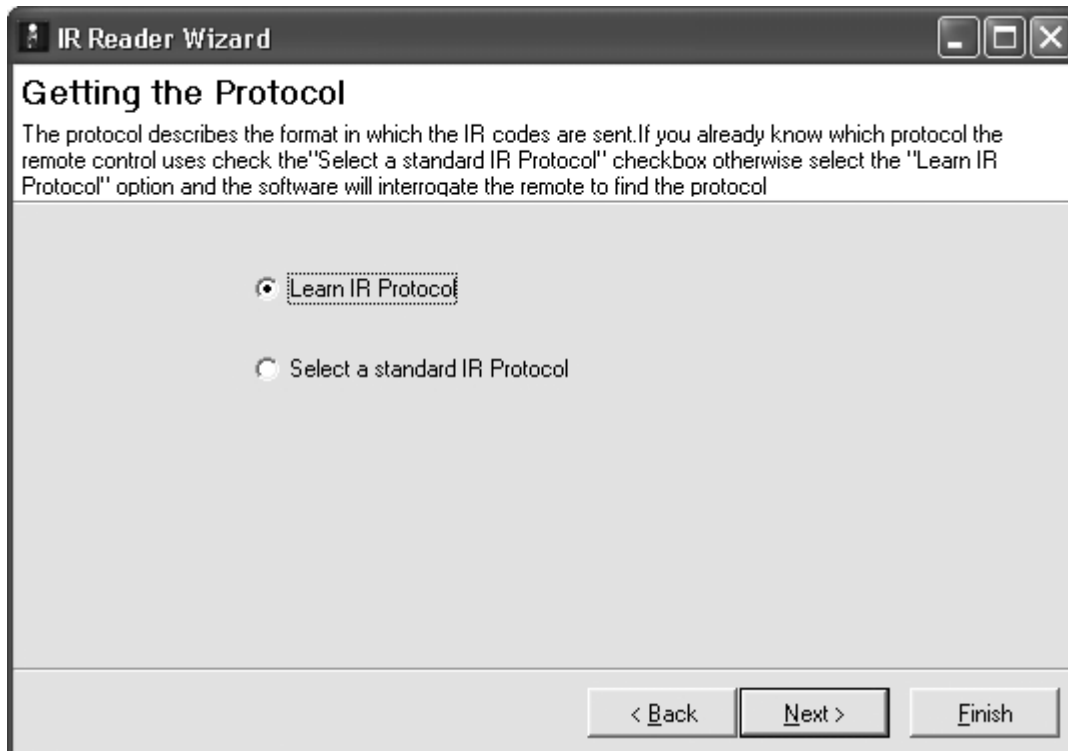 IR Reader Wizard
Getting the Protocol
The protocol describes the format in which the IR codes are sent.If you already know which protocol the
remote control uses check the"Select a standard IR Protocol" checkbox otherwise select the "Learn IR
Protocol" option and the software will interrogate the remote to find the protocol
Learn IR Protocol
Select a standard IR Protocol
< Back Next > Finish